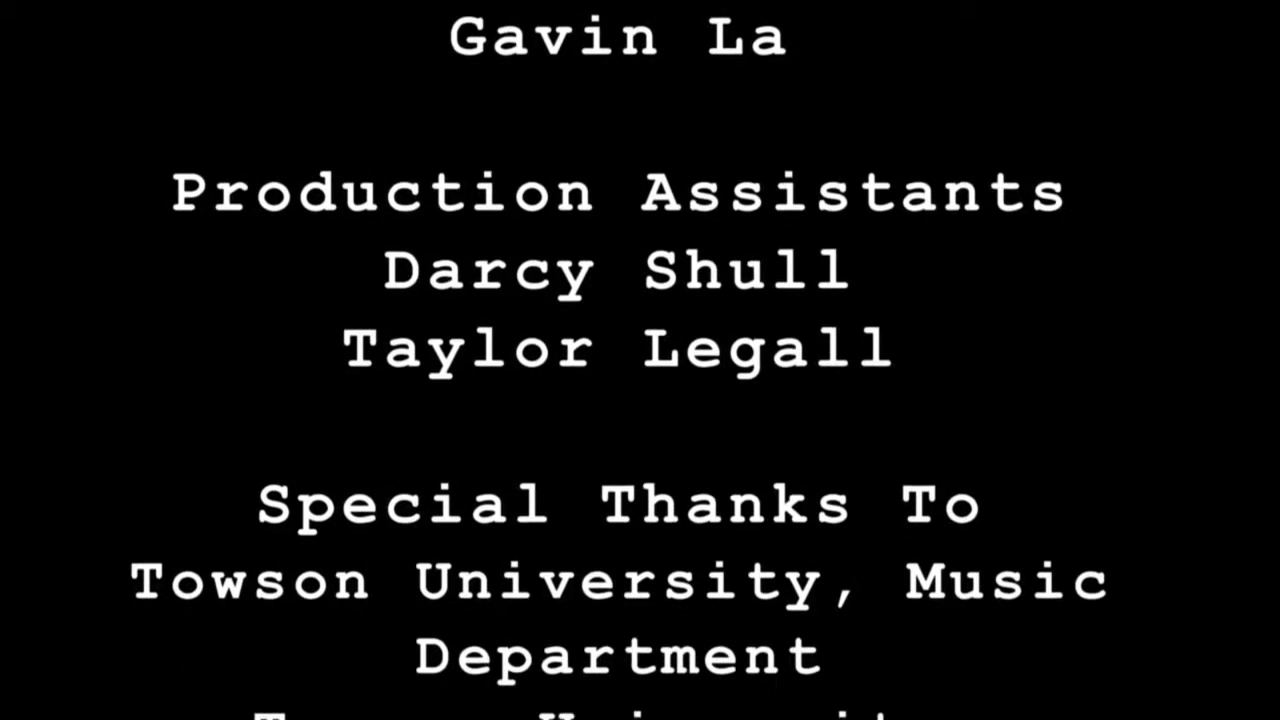 Gavin La
Production Assistants
Darcy Shull
Taylor Legall
Special Thanks To
Towson University, Music
Department